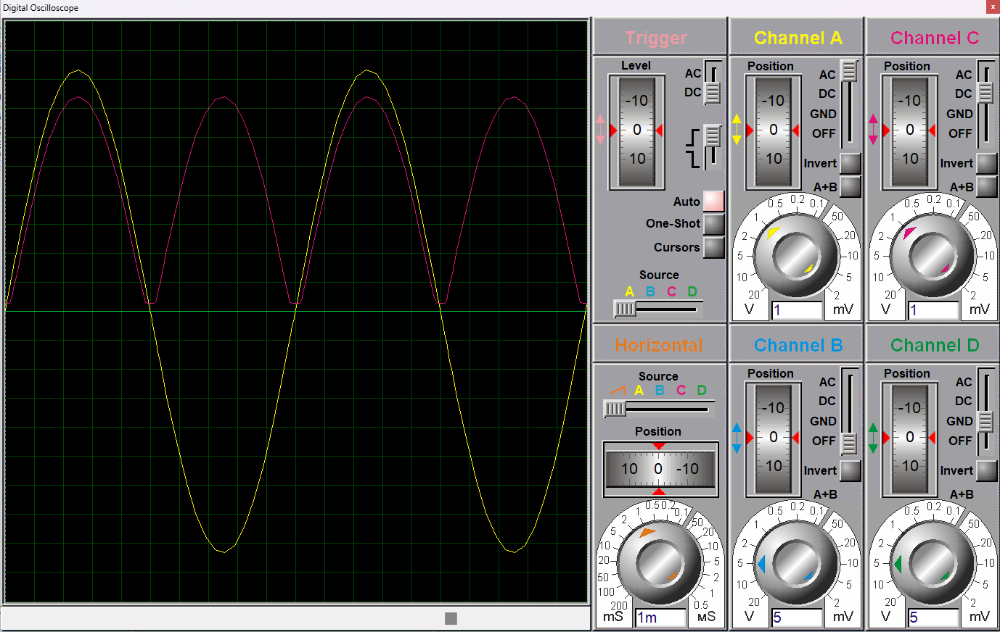 Digital Oscilloscope
x
Trigger
Level
-10
0
10
AC
DC
Auto
One-Shot
Cursors
Source
A B C D
Channel A
Position
-10
0
10
AC
DC
GND
OFF
Invert
A+B
20 10 5 2 1 0.5 0.2 0.1 50 20 10 5 2
V 1 mV
Channel C
Position
-10
0
10
AC
DC
GND
OFF
Invert
A+B
20 10 5 2 1 0.5 0.2 0.1 50 20 10 5 2
V 1 mV
Horizontal
Source
A B C D
Position
10 0 -10
200 100 50 20 10 5 2 1 0.5 0.2 0.1 50 20 10 5 2 1 0.5
mS 1m мS
Channel B
Position
-10
0
10
AC
DC
GND
OFF
Invert
A+B
20 10 5 2 1 0.5 0.2 0.1 50 20 10 5 2
V 5 mV
Channel D
Position
-10
0
10
AC
DC
GND
OFF
Invert
A+B
20 10 5 2 1 0.5 0.2 0.1 50 20 10 5 2
V 5 mV